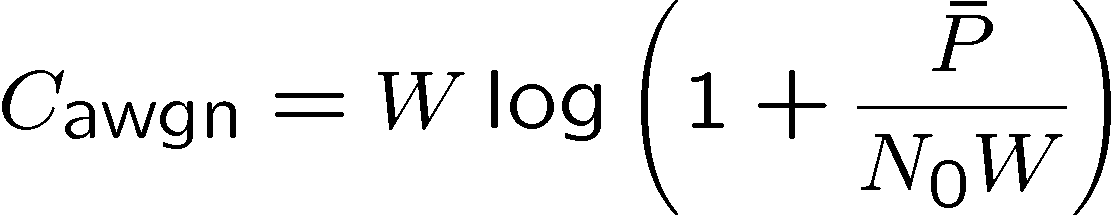 C_awgn = W log (1 + P̄ / N_0 W)